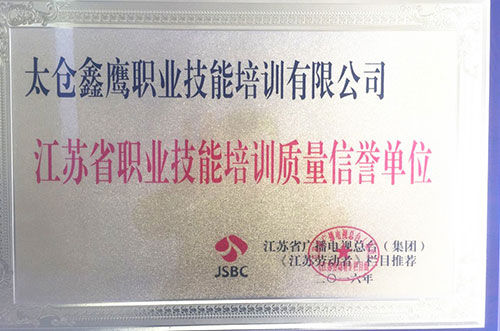 太仓鑫鹰职业技能培训有限公司
江苏省职业技能培训质量信誉单位
JSBC
江苏省广播电视总台（集团）
《江苏劳动者》栏目推荐
二〇一六年